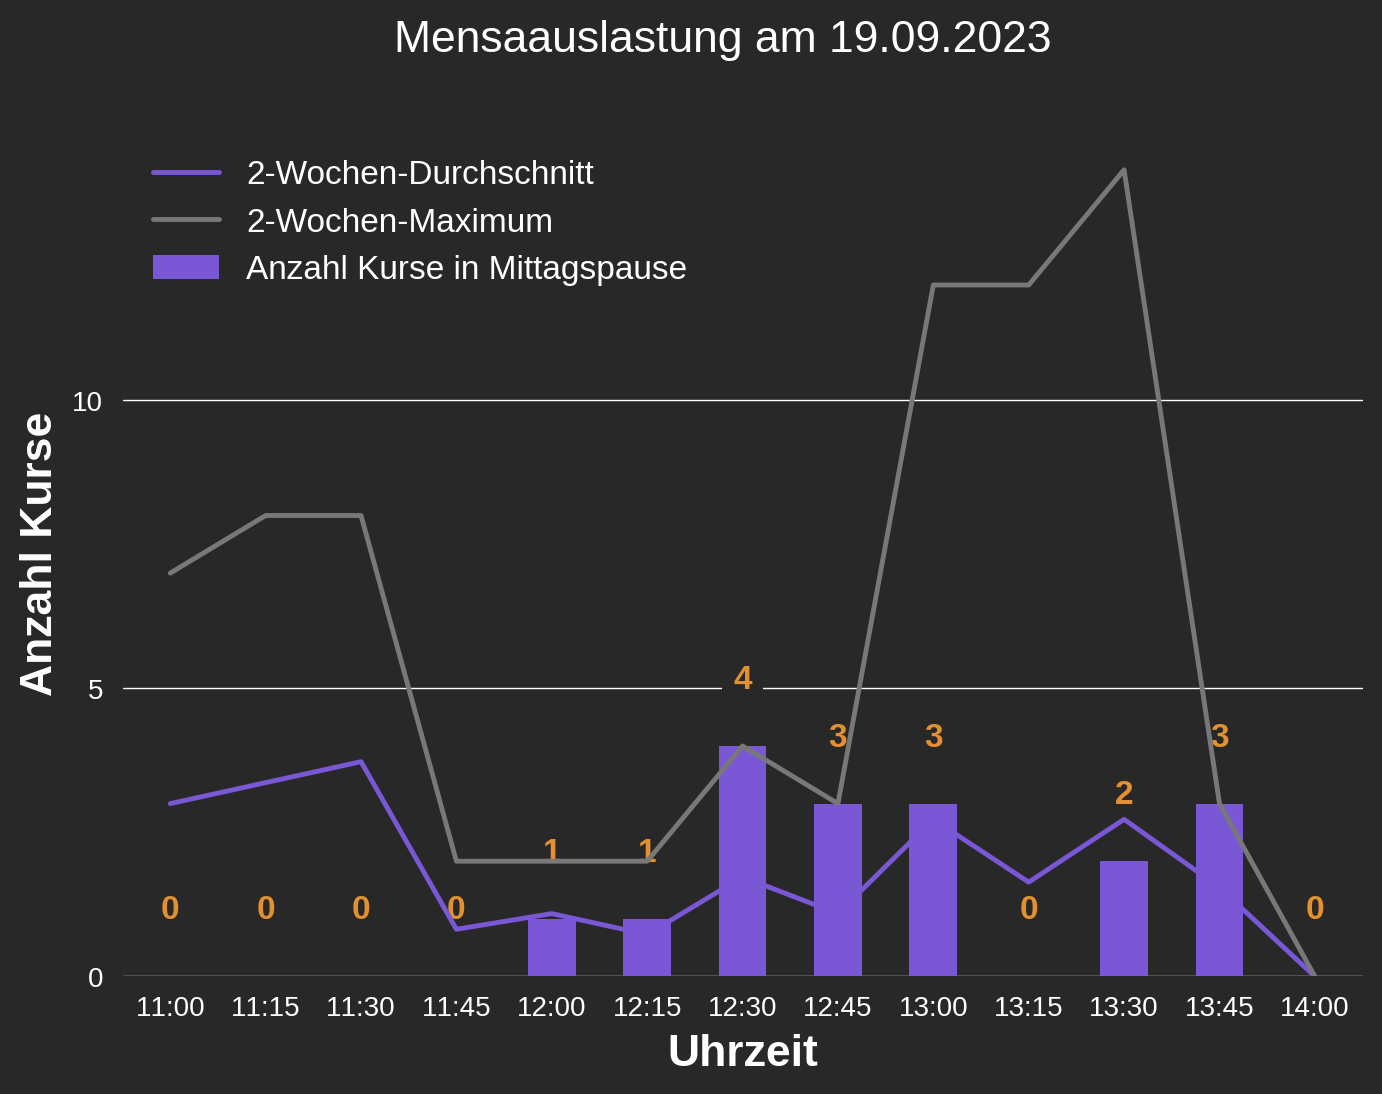 Mensaauslastung am 19.09.2023
2-Wochen-Durchschnitt
2-Wochen-Maximum
Anzahl Kurse in Mittagspause
Anzahl Kurse
10
5
0
4
3
3
3
2
1
1
0
0
0
0
0
0
11:00 11:15 11:30 11:45 12:00 12:15 12:30 12:45 13:00 13:15 13:30 13:45 14:00
Uhrzeit